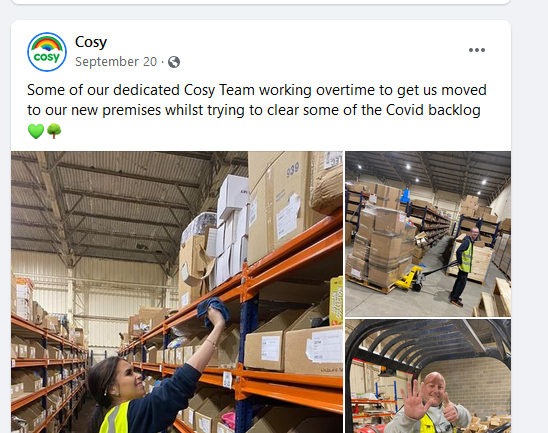 Cosy
cosy
September 20 ·
Some of our dedicated Cosy Team working overtime to get us moved
to our new premises whilst trying to clear some of the Covid backlog
939